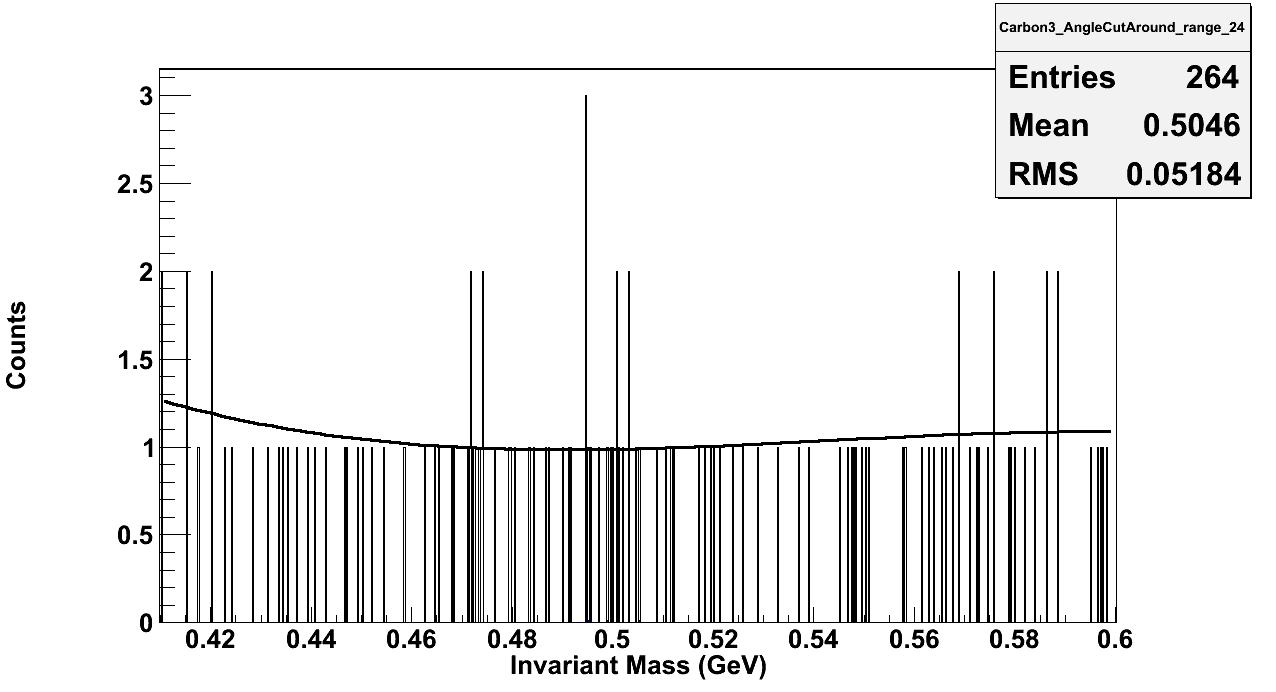 Carbon3_AngleCutAround_range_24
Entries 264
Mean 0.5046
RMS 0.05184
3
2.5
2
1.5
1
0.5
0
Counts
0.42 0.44 0.46 0.48 0.5 0.52 0.54 0.56 0.58 0.6
Invariant Mass (GeV)